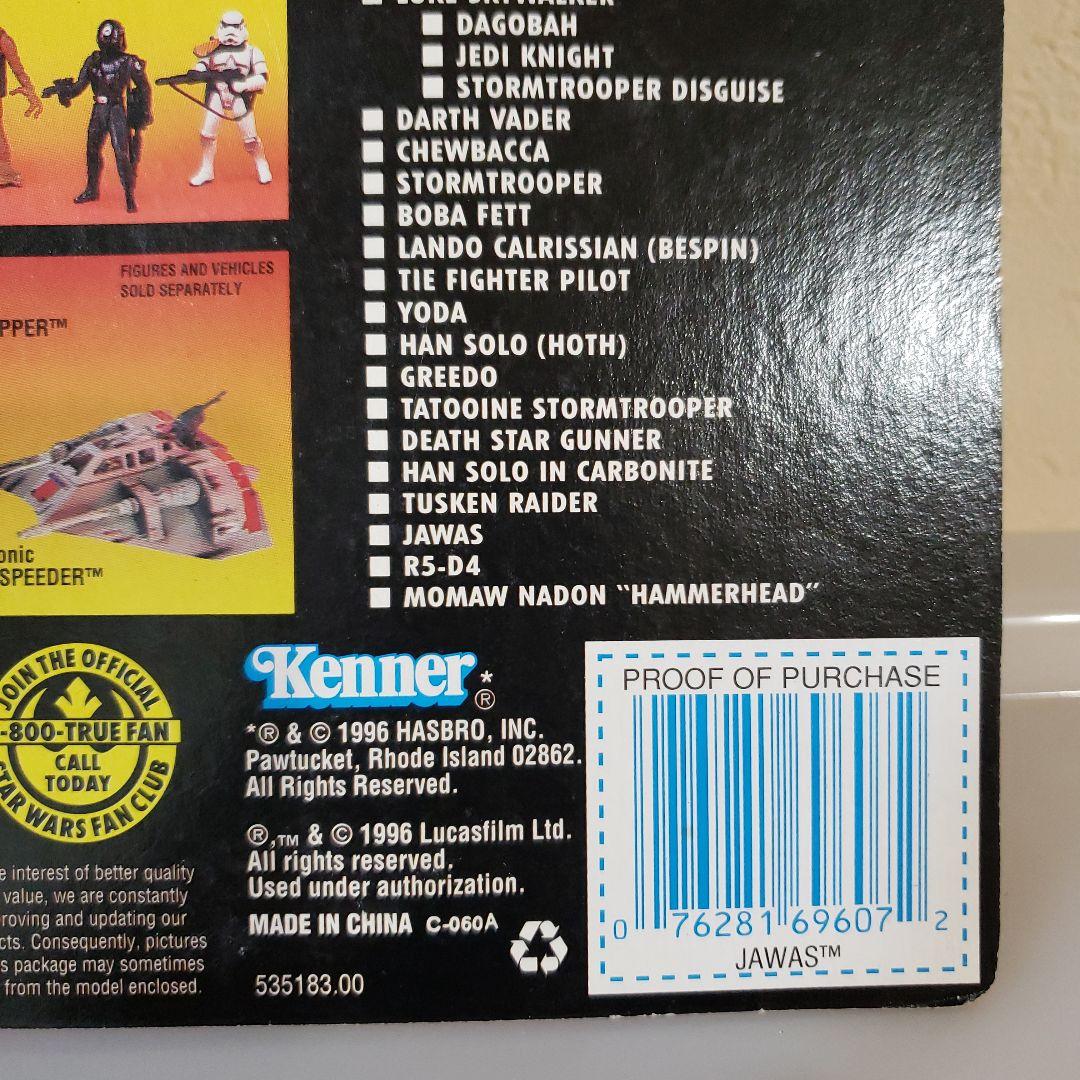 LUKE SKYWALKER
DAGOBAH
JEDI KNIGHT
STORMTROOPER DISGUISE
DARTH VADER
CHEWBACCA
STORMTROOPER
BOBA FETT
LANDO CALRISSIAN (BESPIN)
TIE FIGHTER PILOT
YODA
HAN SOLO (HOTH)
GREEDO
TATOOINE STORMTROOPER
DEATH STAR GUNNER
HAN SOLO IN CARBONITE
TUSKEN RAIDER
JAWAS
R5-D4
MOMAW NADON "HAMMERHEAD"
FIGURES AND VEHICLES
SOLD SEPARATELY
PPER™
onic
SPEEDER™
JOIN THE OFFICIAL
-800-TRUE FAN
CALL
TODAY
STAR WARS FAN CLUB
e interest of better quality
value, we are constantly
roving and updating our
cts. Consequently, pictures
s package may sometimes
from the model enclosed.
Kenner*®
*® & © 1996 HASBRO, INC.
Pawtucket, Rhode Island 02862.
All Rights Reserved.
®,™ & © 1996 Lucasfilm Ltd.
All rights reserved.
Used under authorization.
MADE IN CHINA C-060A
535183.00
PROOF OF PURCHASE
0 76281 69607 2
JAWAS™